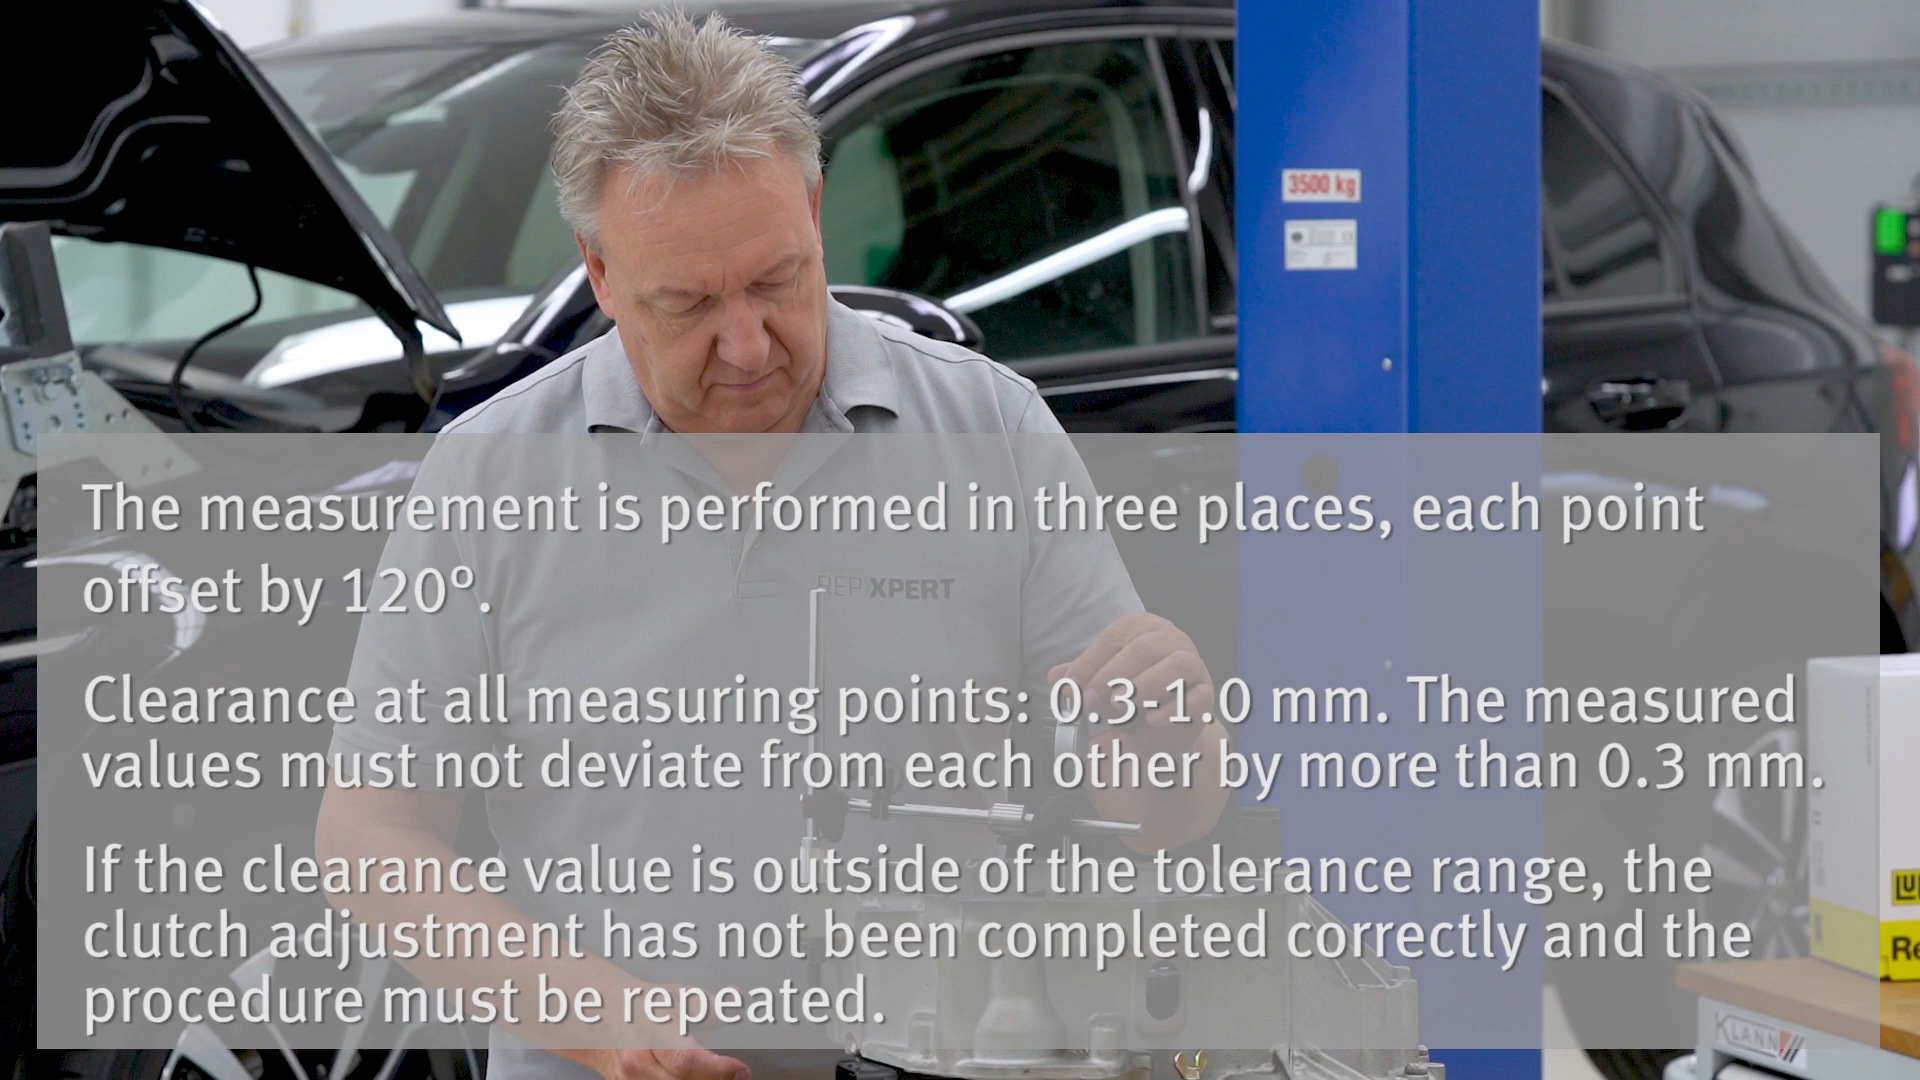 3500 kg
The measurement is performed in three places, each point
offset by 120°.
REPXPERT
Clearance at all measuring points: 0.3-1.0 mm. The measured
values must not deviate from each other by more than 0.3 mm.
If the clearance value is outside of the tolerance range, the
clutch adjustment has not been completed correctly and the
procedure must be repeated.
KLANN